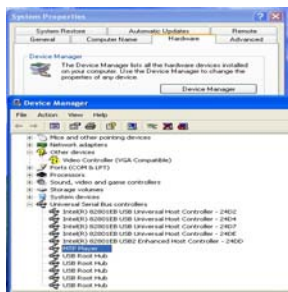 System Properties
System Restore Automatic Updates Remote
General Computer Name Hardware Advanced
Device Manager
The Device Manager lists all the hardware devices installed
on your computer. Use the Device Manager to change the
properties of any device.
Device Manager
Device Manager
File Action View Help
Mice and other pointing devices
Network adapters
Other devices
Video Controller (VGA Compatible)
Ports (COM & LPT)
Processors
Sound, video and game controllers
Storage volumes
System devices
Universal Serial Bus controllers
Intel(R) 82801EB USB Universal Host Controller - 24D2
Intel(R) 82801EB USB Universal Host Controller - 24D4
Intel(R) 82801EB USB Universal Host Controller - 24D7
Intel(R) 82801EB USB Universal Host Controller - 24DE
Intel(R) 82801EB USB2 Enhanced Host Controller - 24DD
Player
USB Root Hub
USB Root Hub
USB Root Hub
USB Root Hub
USB Root Hub